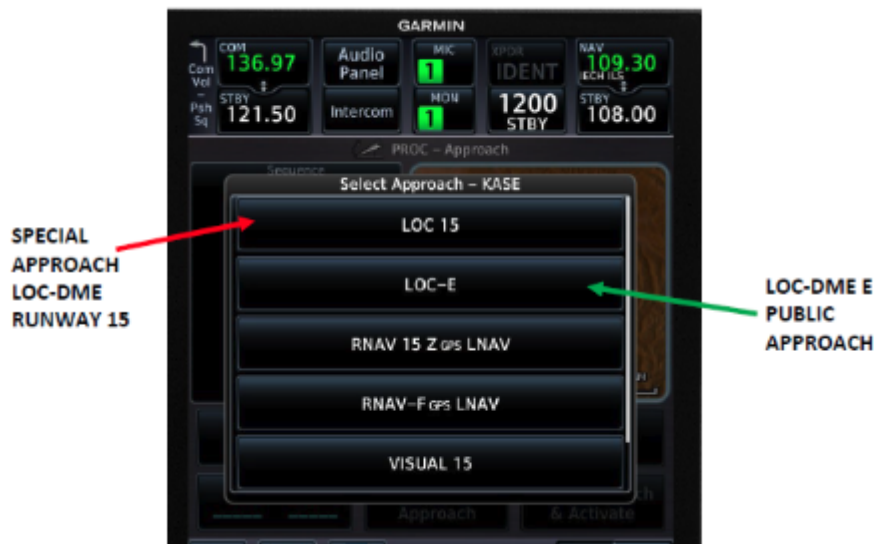 GARMIN
Com
Vol
-
Psh
Sq
COM
136.97
STBY
121.50
Audio
Panel
Intercom
MIC
1
MON
1
XPDR
IDENT
1200
STBY
NAV
109.30
IECH ILS
STBY
108.00
PROC – Approach
Sequence
Select Approach – KASE
LOC 15
LOC-E
RNAV 15 Z GPS LNAV
RNAV-F GPS LNAV
VISUAL 15
Approach
& Activate
SPECIAL
APPROACH
LOC-DME
RUNWAY 15
LOC-DME E
PUBLIC
APPROACH